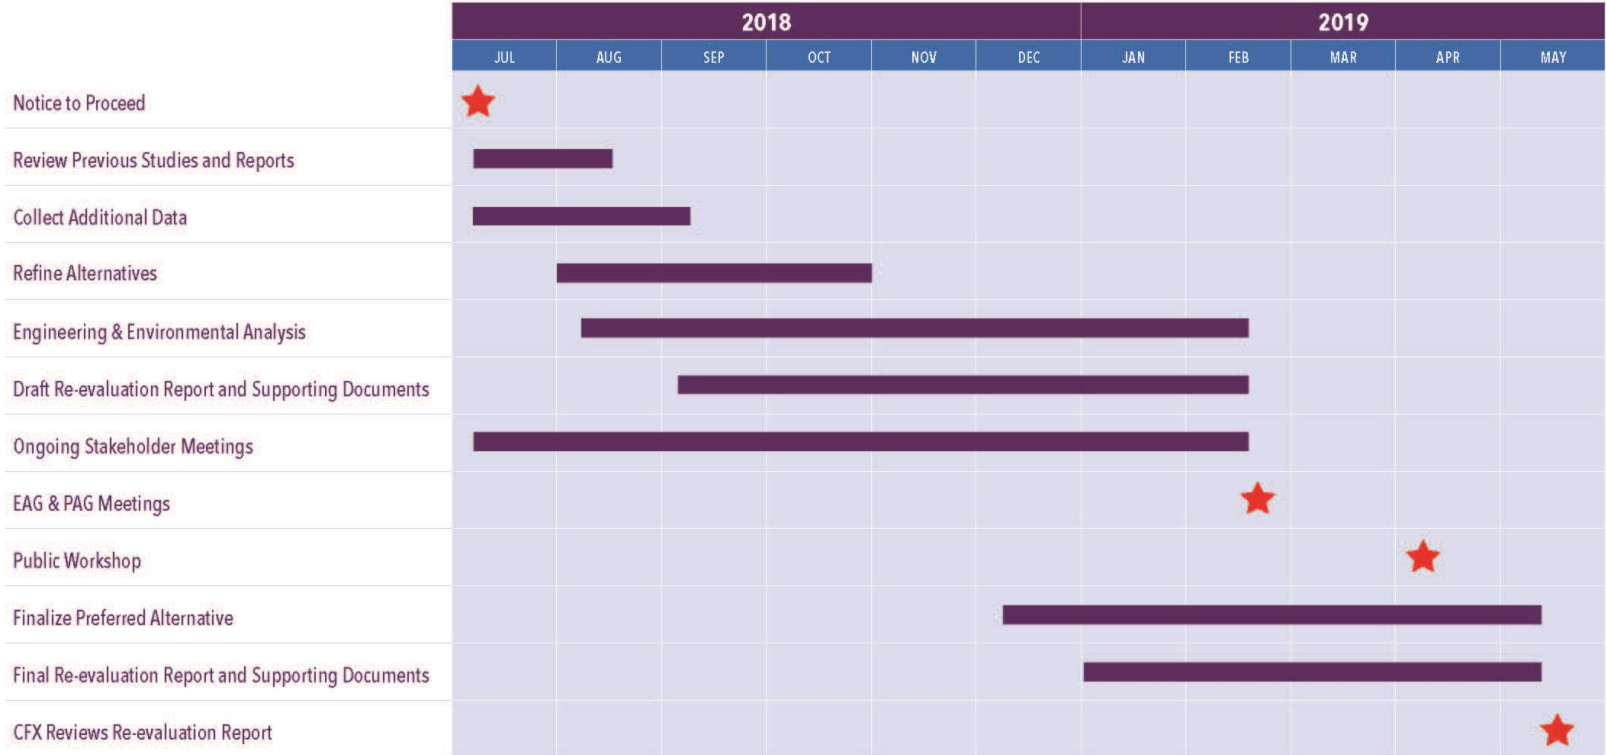 2018 2019
JUL AUG SEP OCT NOV DEC JAN FEB MAR APR MAY
Notice to Proceed
Review Previous Studies and Reports
Collect Additional Data
Refine Alternatives
Engineering & Environmental Analysis
Draft Re-evaluation Report and Supporting Documents
Ongoing Stakeholder Meetings
EAG & PAG Meetings
Public Workshop
Finalize Preferred Alternative
Final Re-evaluation Report and Supporting Documents
CFX Reviews Re-evaluation Report